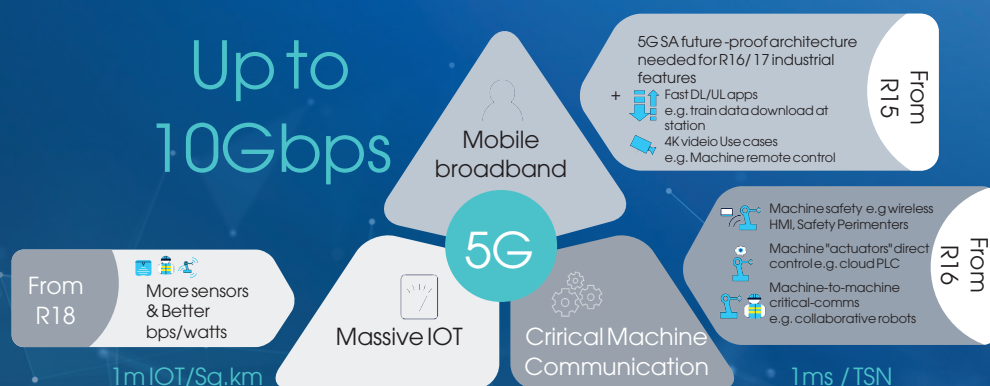 Up to
10Gbps
Mobile
broadband
5G
Massive IOT
Crirical Machine
Communication
5G SA future-proof architecture
needed for R16/17 industrial
features
+ Fast DL/UL apps
e.g. train data download at
station
4K videio Use cases
e.g. Machine remote control
From
R15
Machine safety e.g wireless
HMI, Safety Perimenters
Machine "actuators" direct
control e.g. cloud PLC
Machine-to-machine
critical-comms
e.g. collaborative robots
From
R16
From
R18
More sensors
& Better
bps/watts
1m IOT/Sq.km
1ms / TSN